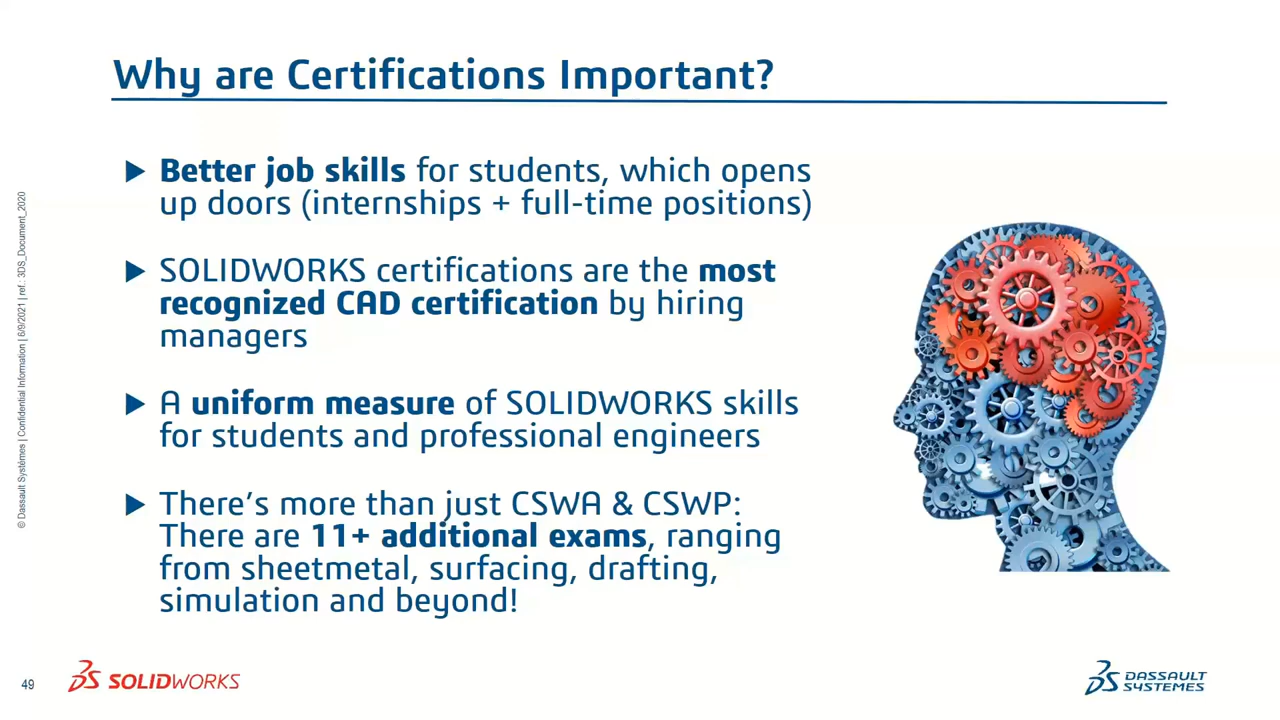 Why are Certifications Important?
▶ Better job skills for students, which opens
up doors (internships + full-time positions)
▶ SOLIDWORKS certifications are the most
recognized CAD certification by hiring
managers
▶ A uniform measure of SOLIDWORKS skills
for students and professional engineers
▶ There's more than just CSWA & CSWP:
There are 11+ additional exams, ranging
from sheetmetal, surfacing, drafting,
simulation and beyond!
© Dassault Systèmes | Confidential Information | 6/9/2021 | ref.: 3DS_Document_2020
49
SOLIDWORKS
DASSAULT
SYSTEMES